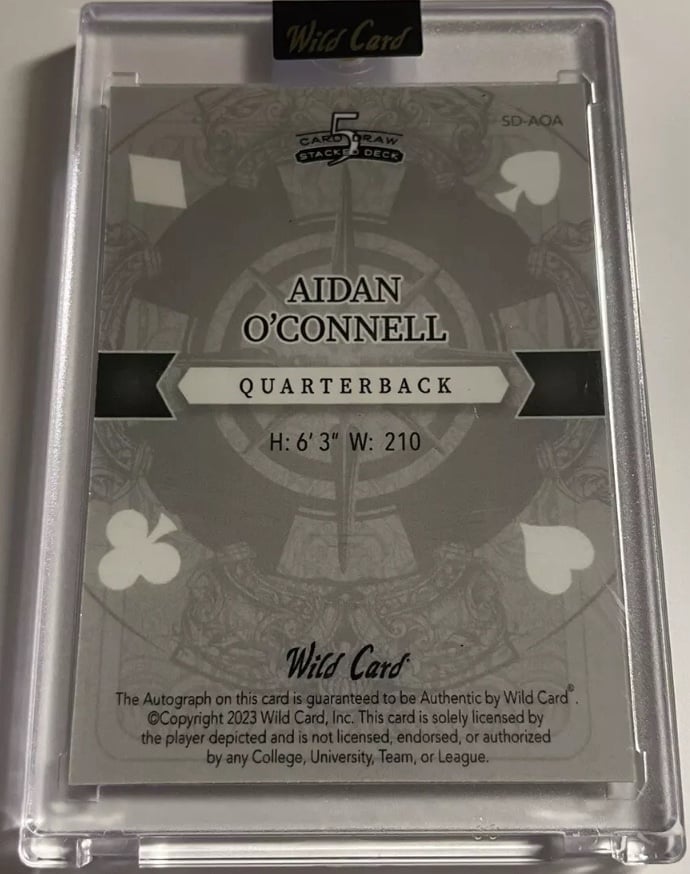 Wild Card
SD-AOA
5
CARD DRAW
STACKED DECK
AIDAN
O'CONNELL
QUARTERBACK
H: 6' 3" W: 210
Wild Card
The Autograph on this card is guaranteed to be Authentic by Wild Card®.
©Copyright 2023 Wild Card, Inc. This card is solely licensed by
the player depicted and is not licensed, endorsed, or authorized
by any College, University, Team, or League.